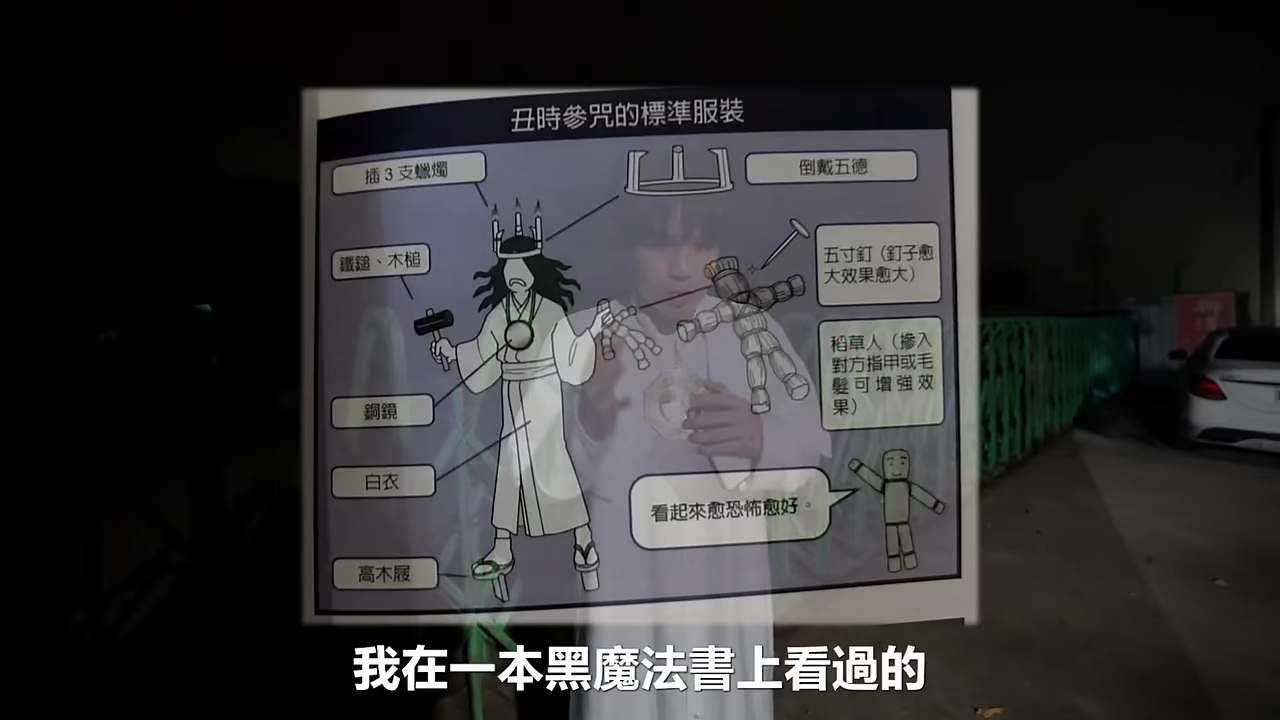 丑時參咒的標準服裝
插3支蠟燭
倒戴五德
鐵鎚、木槌
五寸釘（釘子愈
大效果愈大）
稻草人（摻入
對方指甲或毛
髮可增強效
果）
銅鏡
白衣
看起來愈恐怖愈好。
高木屐
我在一本黑魔法書上看過的